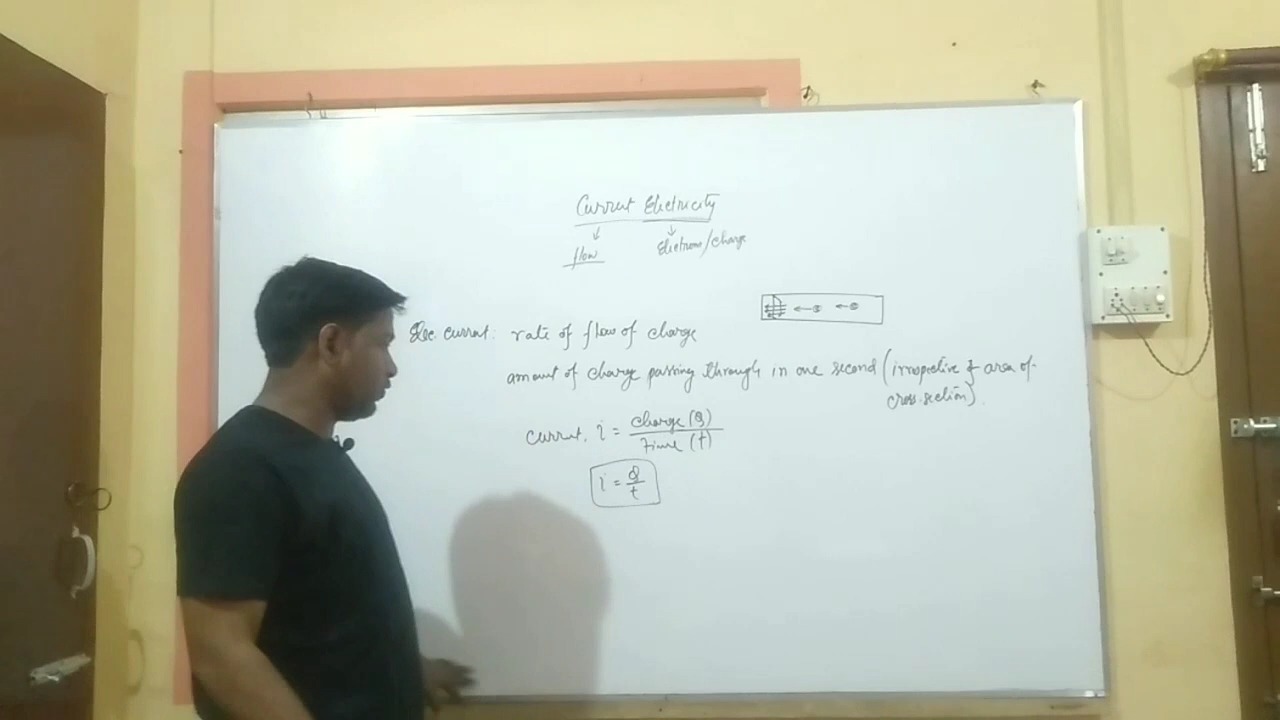 Current Electricity
↓ ↓
flow Electrons/charge
Elec. current: rate of flow of charge
amount of charge passing through in one second (irrespective of area of
cross-section).
current, i = charge (Q) / Time (t)
i = Q/t